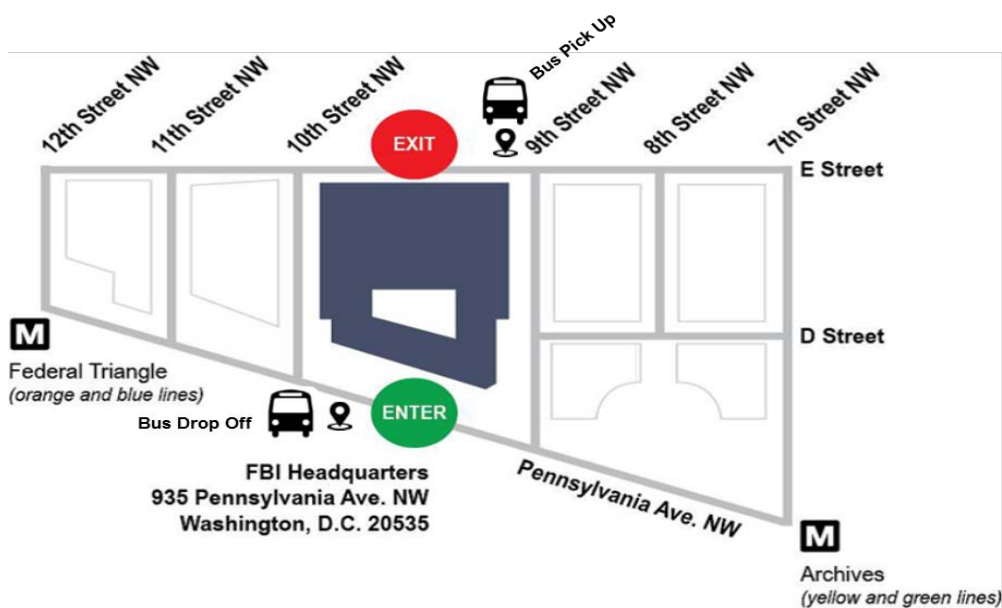 Bus Pick Up
12th Street NW
11th Street NW
10th Street NW
EXIT
9th Street NW
8th Street NW
7th Street NW
E Street
D Street
M
Federal Triangle
(orange and blue lines)
Bus Drop Off
ENTER
FBI Headquarters
935 Pennsylvania Ave. NW
Washington, D.C. 20535
Pennsylvania Ave. NW
M
Archives
(yellow and green lines)